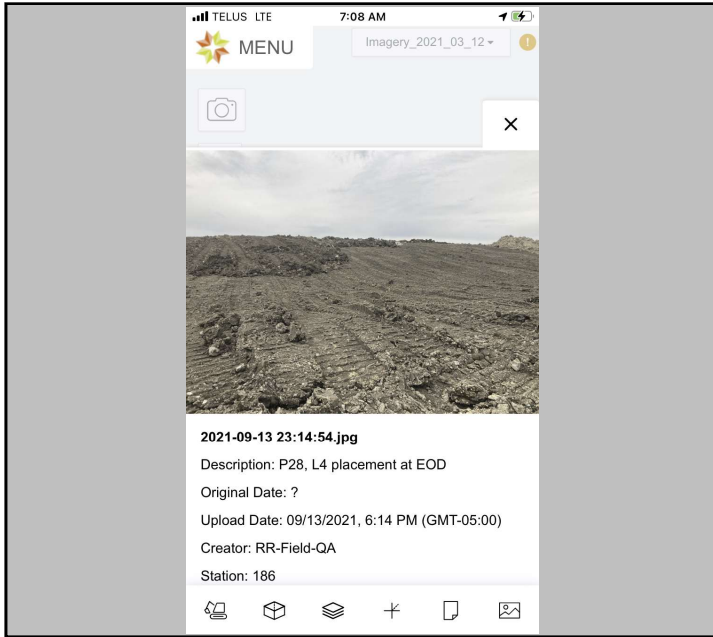 TELUS LTE 7:08 AM
MENU Imagery_2021_03_12
2021-09-13 23:14:54.jpg
Description: P28, L4 placement at EOD
Original Date: ?
Upload Date: 09/13/2021, 6:14 PM (GMT-05:00)
Creator: RR-Field-QA
Station: 186